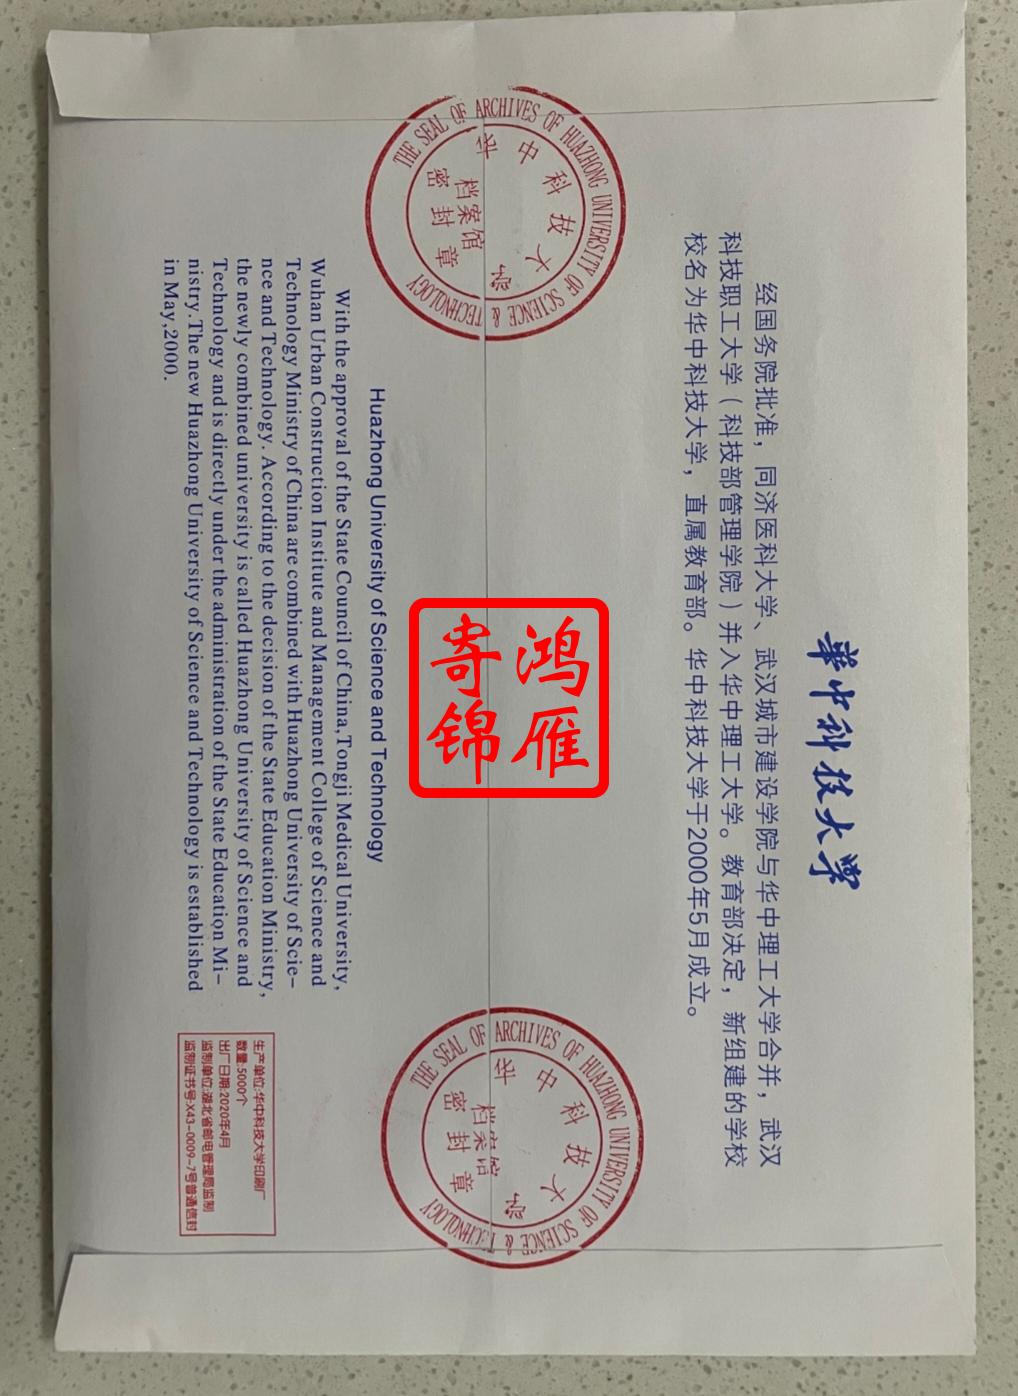 華中科技大学
经国务院批准，同济医科大学、武汉城市建设学院与华中理工大学合并，武汉
科技职工大学（科技部管理学院）并入华中理工大学。教育部决定，新组建的学校
校名为华中科技大学，直属教育部。华中科技大学于2000年5月成立。
Huazhong University of Science and Technology
With the approval of the State Council of China,Tongji Medical University,
Wuhan Urban Construction Institute and Management College of Science and
Technology Ministry of China are combined with Huazhong University of Scie-
nce and Technology. According to the decision of the State Education Ministry,
the newly combined university is called Huazhong University of Science and
Technology and is directly under the administration of the State Education Mi-
nistry.The new Huazhong University of Science and Technology is established
in May,2000.
THE SEAL OF ARCHIVES OF HUAZHONG UNIVERSITY OF SCIENCE & TECHNOLOGY
华中科技大学
档案馆
密封章
THE SEAL OF ARCHIVES OF HUAZHONG UNIVERSITY OF SCIENCE & TECHNOLOGY
华中科技大学
档案馆
密封章
生产单位:华中科技大学印刷厂
数量:5000个
出厂日期:2020年4月
监制单位:湖北省邮电管理局监制
监制证书号:X43-0009-7号普通信封
鸿雁
寄锦